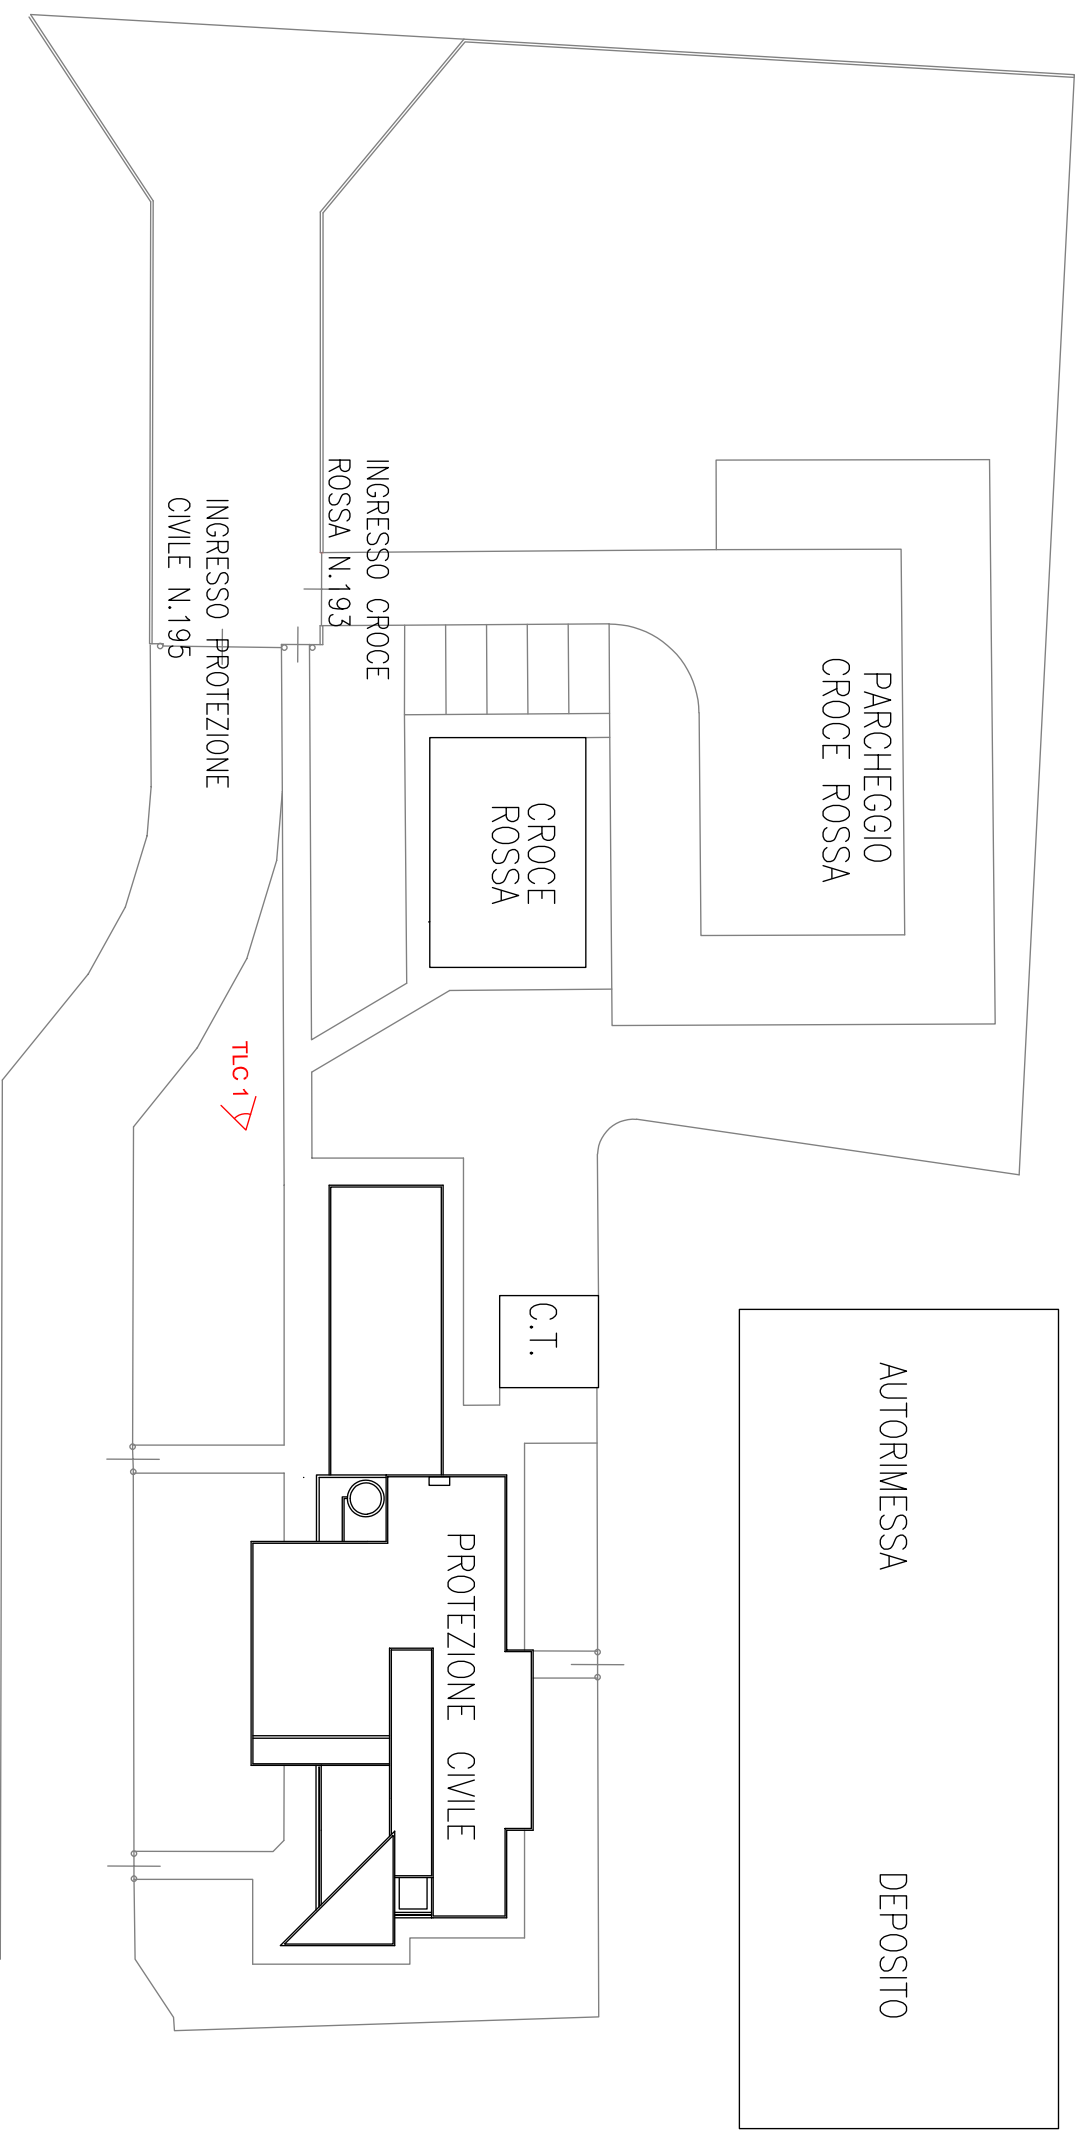 INGRESSO CROCE
ROSSA N.193
INGRESSO PROTEZIONE
CIVILE N.195
PARCHEGGIO
CROCE ROSSA
CROCE
ROSSA
TLC 1
C.T.
AUTORIMESSA
PROTEZIONE CIVILE
DEPOSITO